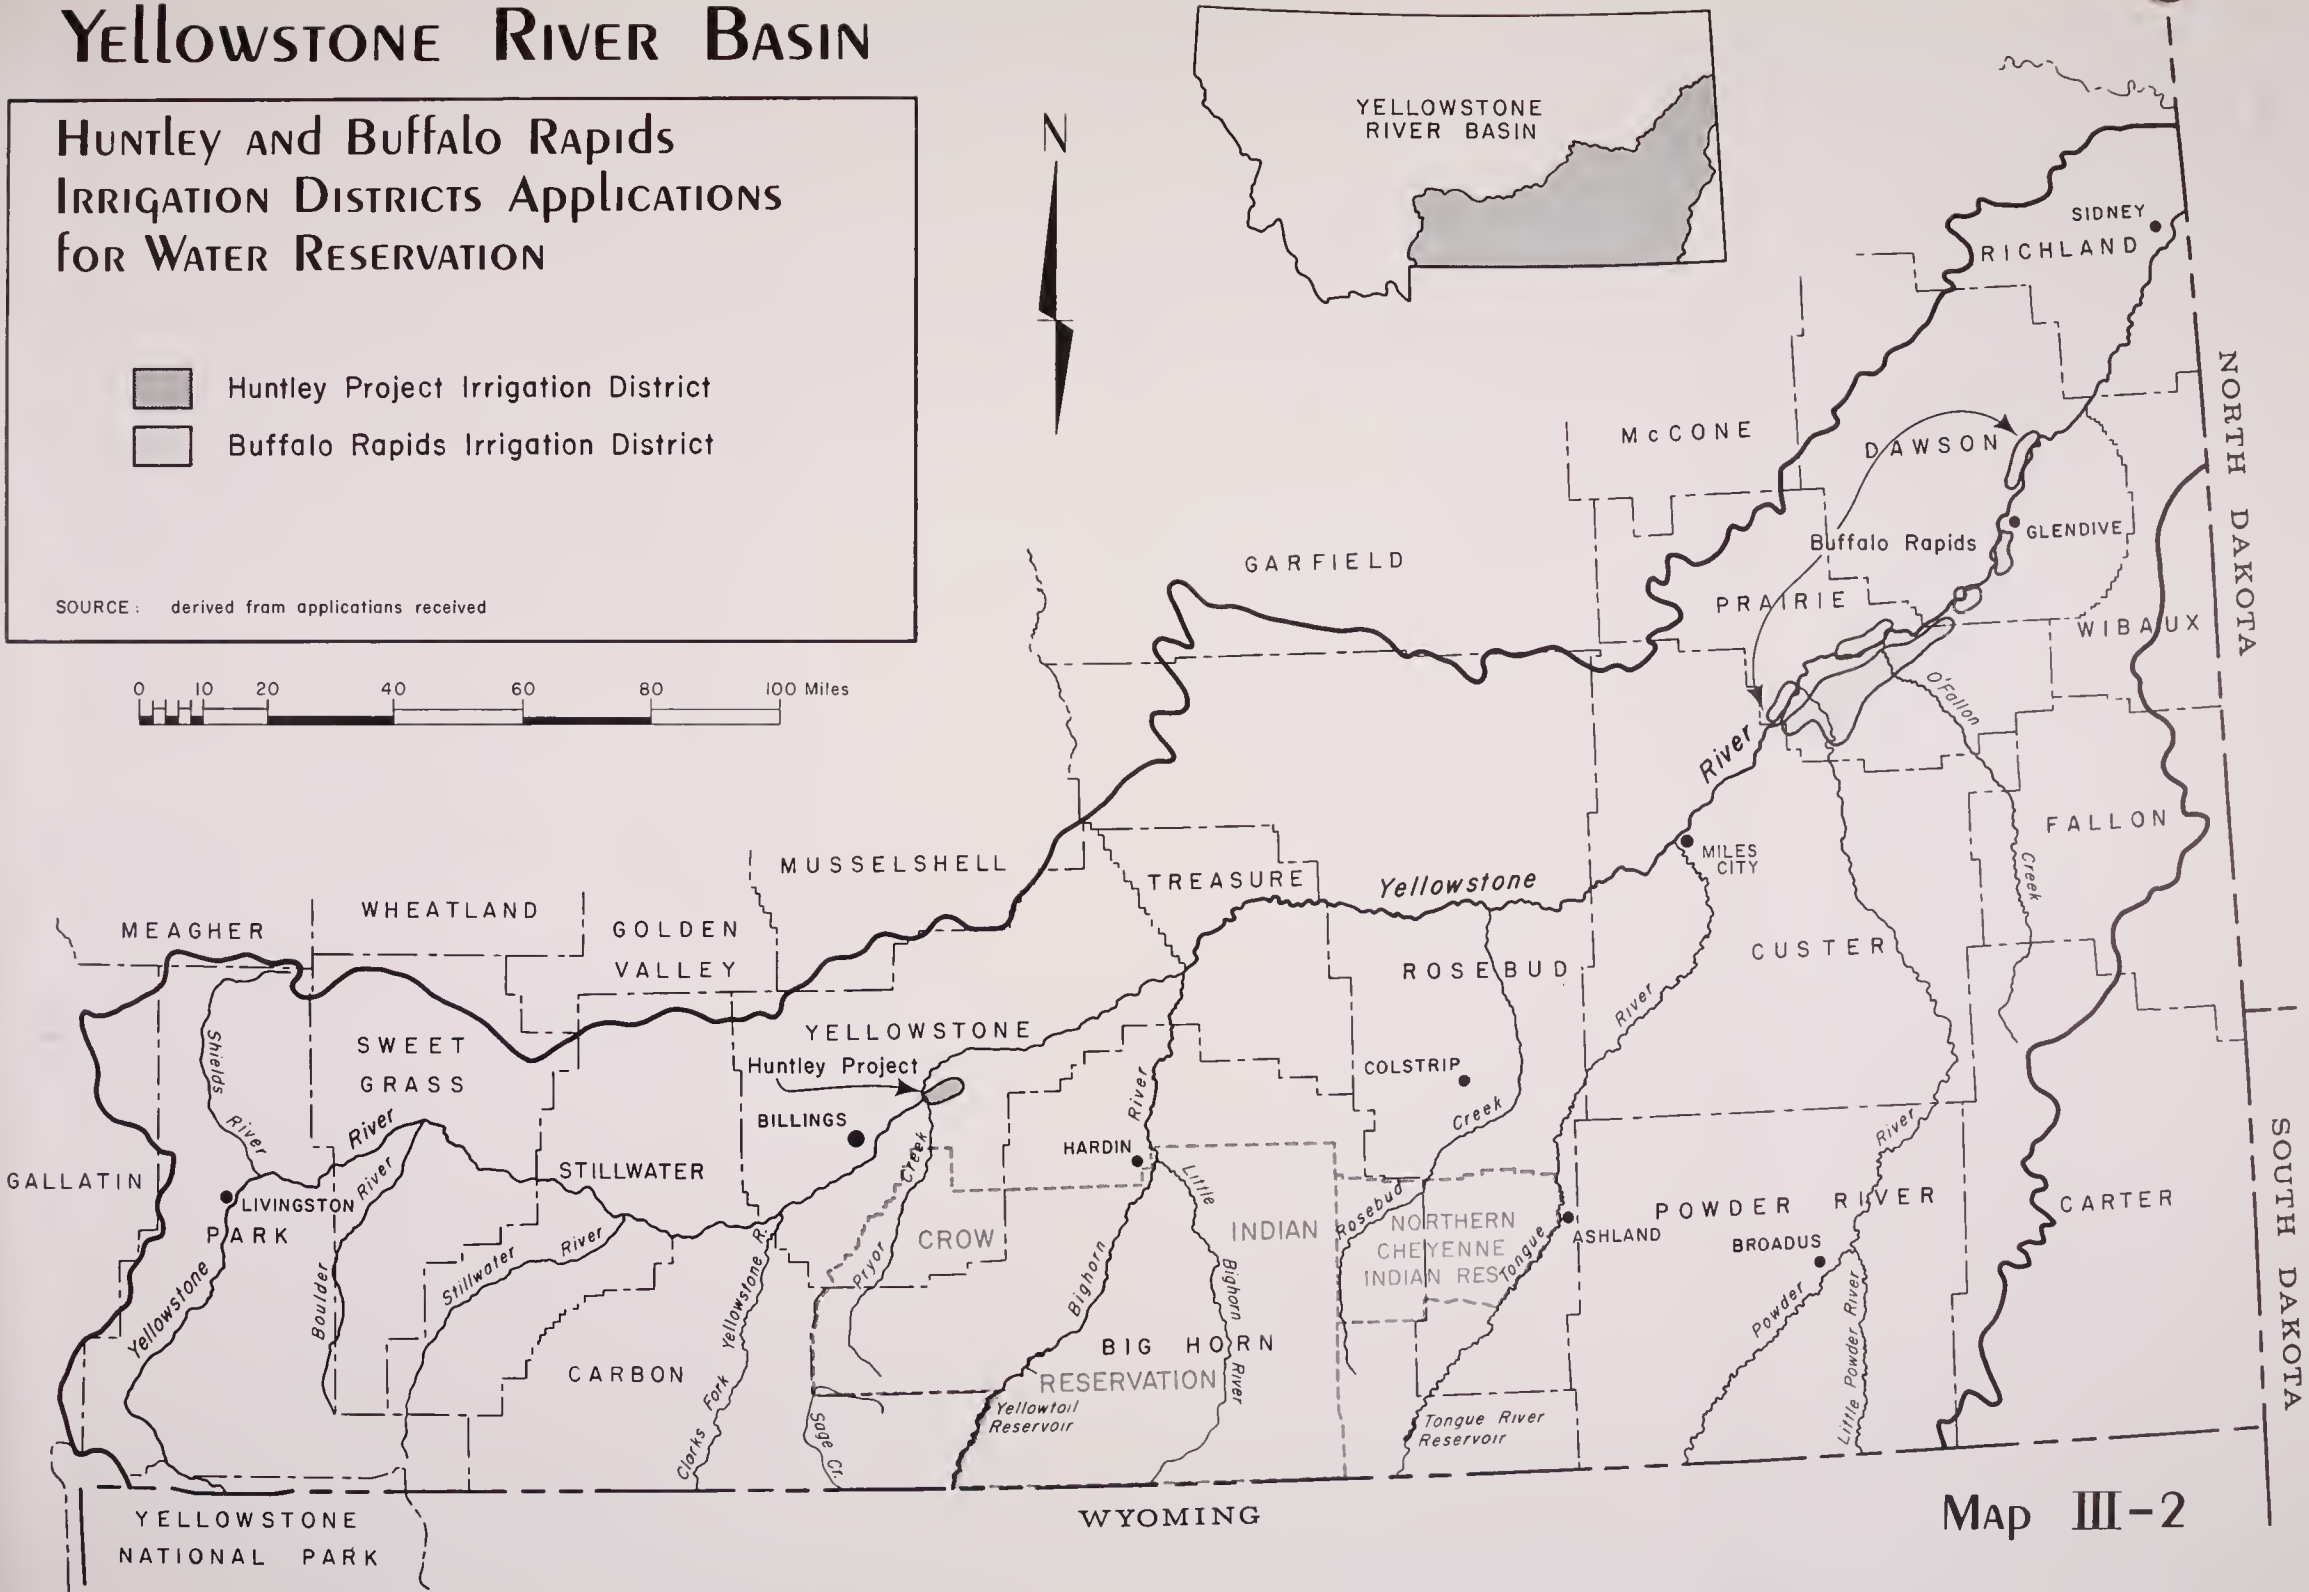 YELLOWSTONE RIVER BASIN
HUNTLEY AND BUFFALO RAPIDS
IRRIGATION DISTRICTS APPLICATIONS
FOR WATER RESERVATION
Huntley Project Irrigation District
Buffalo Rapids Irrigation District
SOURCE: derived fram applicatians received
0 10 20 40 60 80 100 Miles
N
YELLOWSTONE
RIVER BASIN
SIDNEY
RICHLAND
NORTH DAKOTA
McCONE
DAWSON
Buffalo Rapids
GLENDIVE
GARFIELD
PRAIRIE
WIBAUX
O'Fallon
Creek
River
FALLON
MILES
CITY
MUSSELSHELL
TREASURE
Yellowstone
WHEATLAND
MEAGHER
GOLDEN
VALLEY
ROSEBUD
CUSTER
River
Shields
River
SWEET
GRASS
YELLOWSTONE
Huntley Project
BILLINGS
COLSTRIP
Creek
River
River
River
River
HARDIN
Little
Bighorn
River
GALLATIN
LIVINGSTON
PARK
STILLWATER
Creek
Pryor
CROW
INDIAN
RESERVATION
Rosebud
NORTHERN
CHEYENNE
INDIAN RES
Tongue
ASHLAND
POWDER RIVER
BROADUS
CARTER
SOUTH DAKOTA
Yellowstone
Boulder
Stillwater River
Clarks Fork Yellowstone R.
CARBON
Bighorn
BIG HORN
Powder
Little Powder River
Sage Cr.
Yellowtail
Reservoir
Tongue River
Reservoir
WYOMING
YELLOWSTONE
NATIONAL PARK
MAP III-2